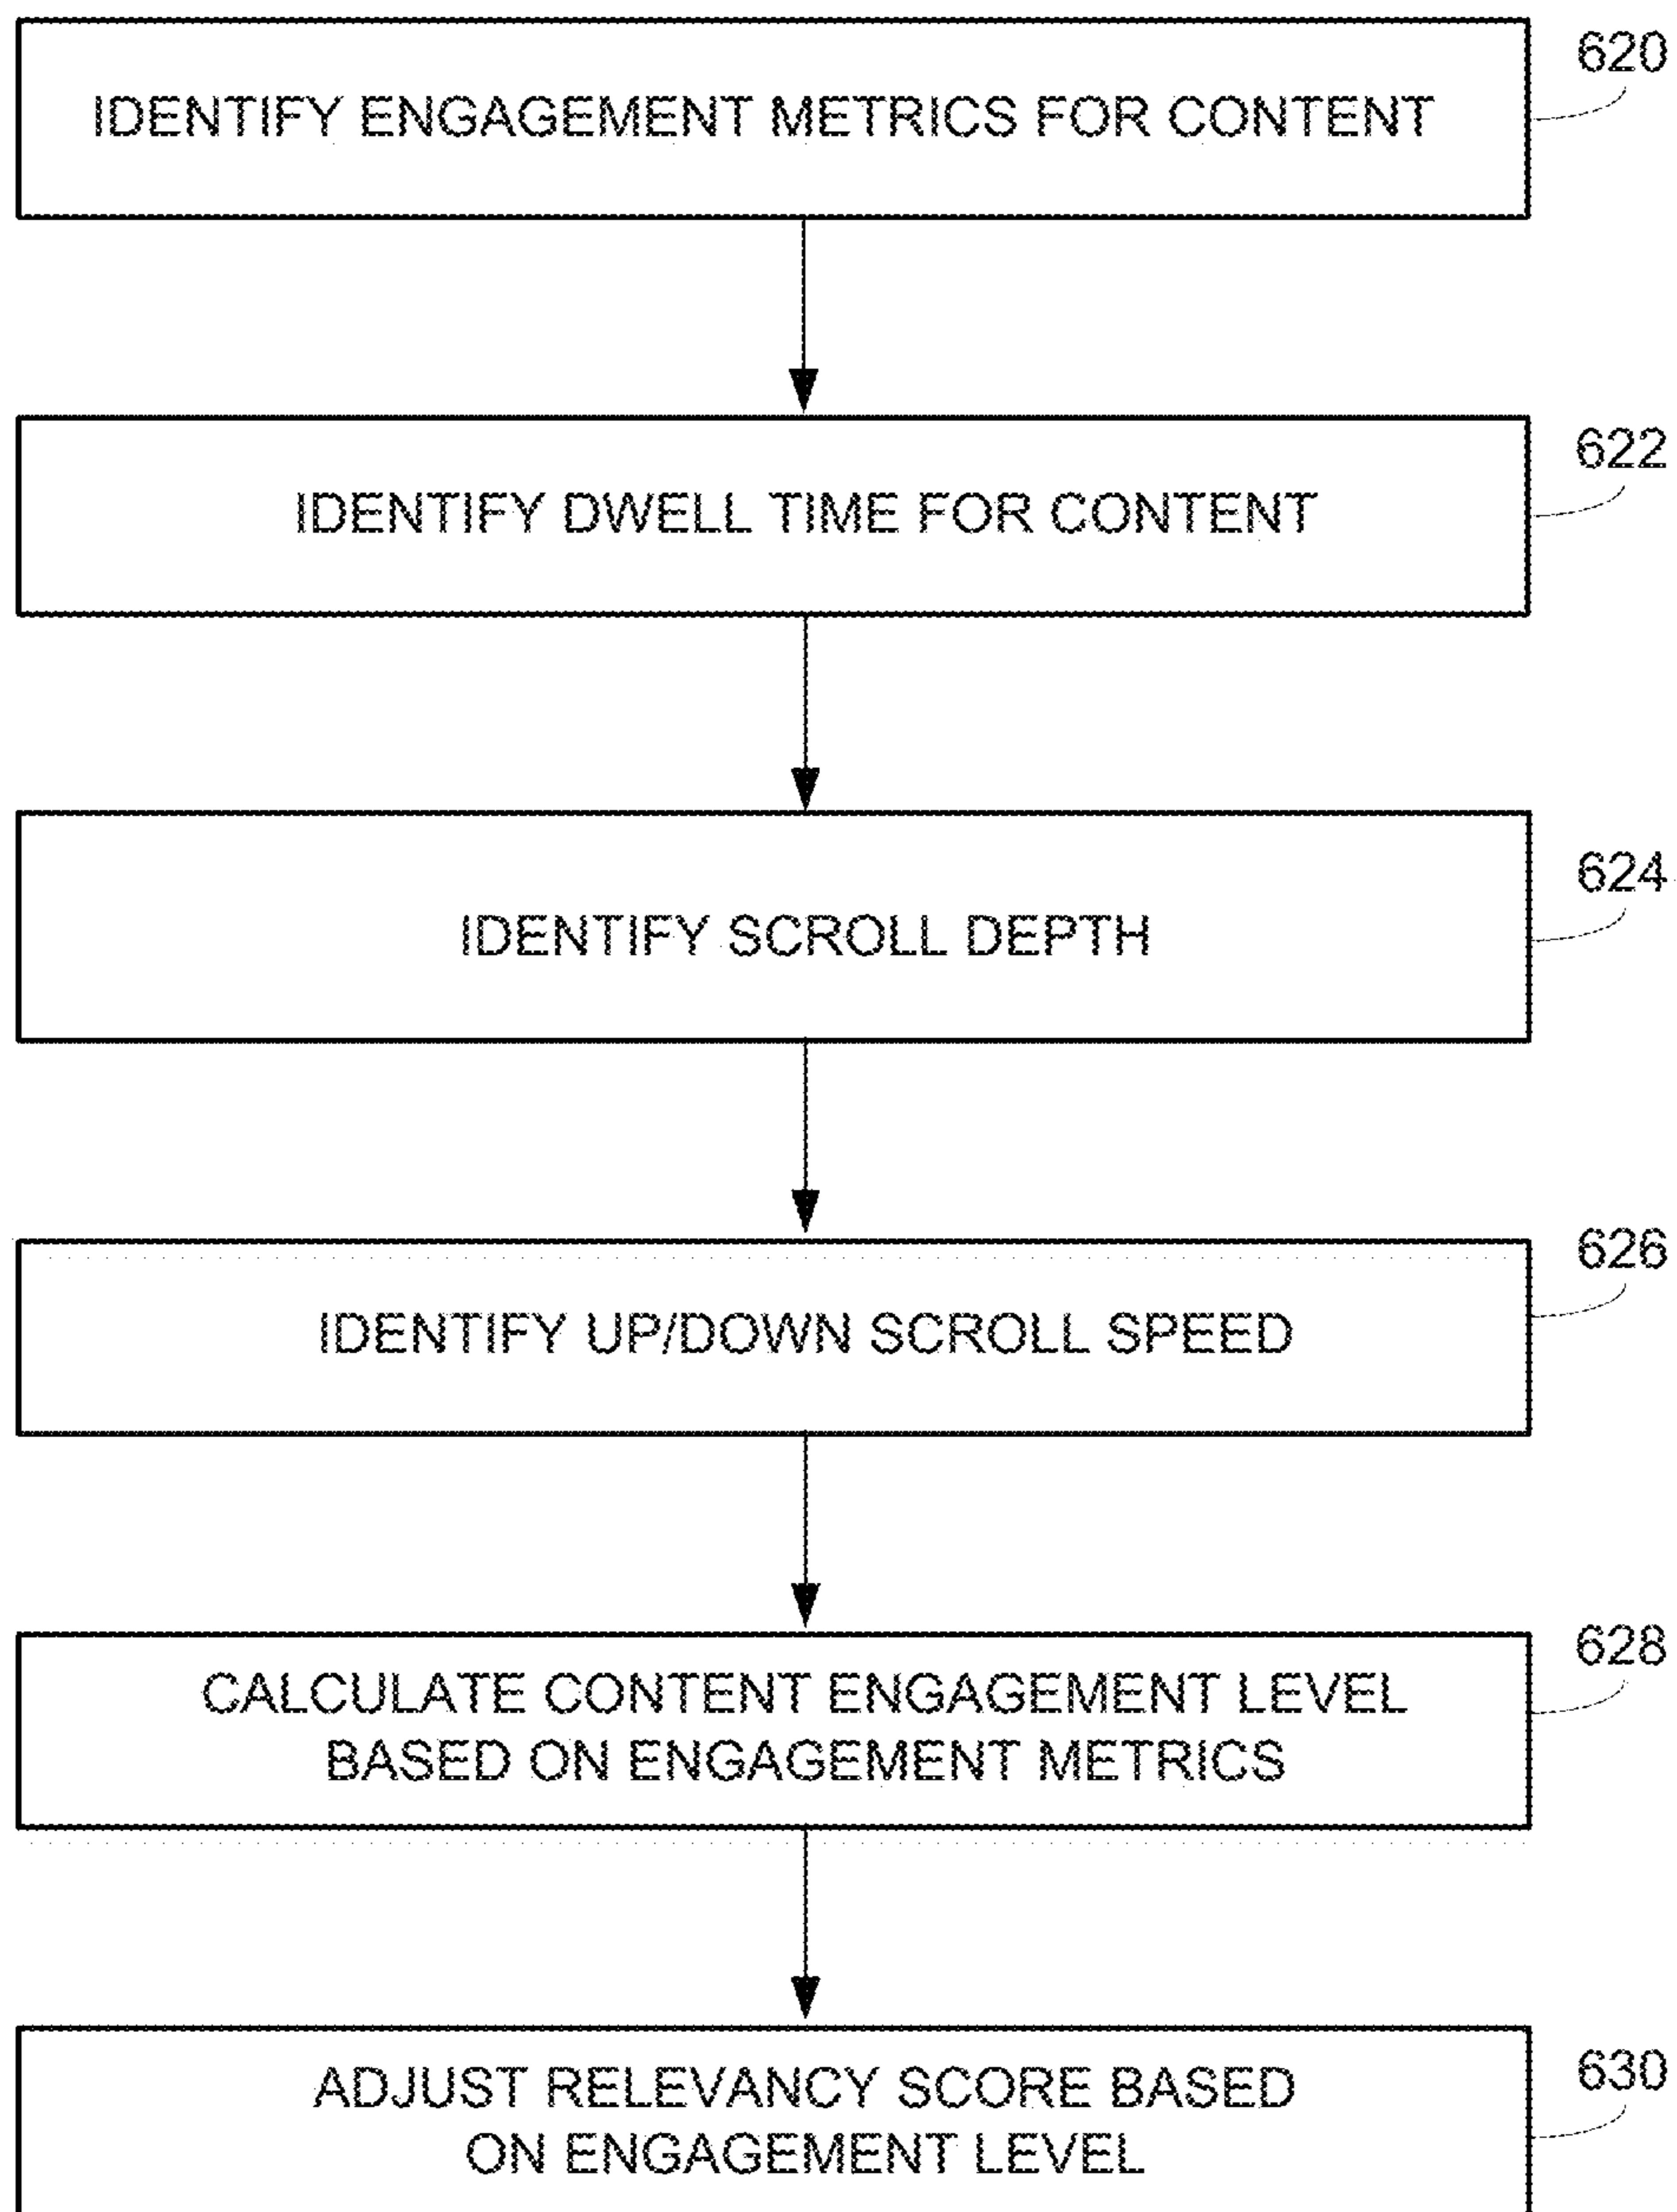 620
IDENTIFY ENGAGEMENT METRICS FOR CONTENT
622
IDENTIFY DWELL TIME FOR CONTENT
624
IDENTIFY SCROLL DEPTH
626
IDENTIFY UP/DOWN SCROLL SPEED
628
CALCULATE CONTENT ENGAGEMENT LEVEL
BASED ON ENGAGEMENT METRICS
630
ADJUST RELEVANCY SCORE BASED
ON ENGAGEMENT LEVEL